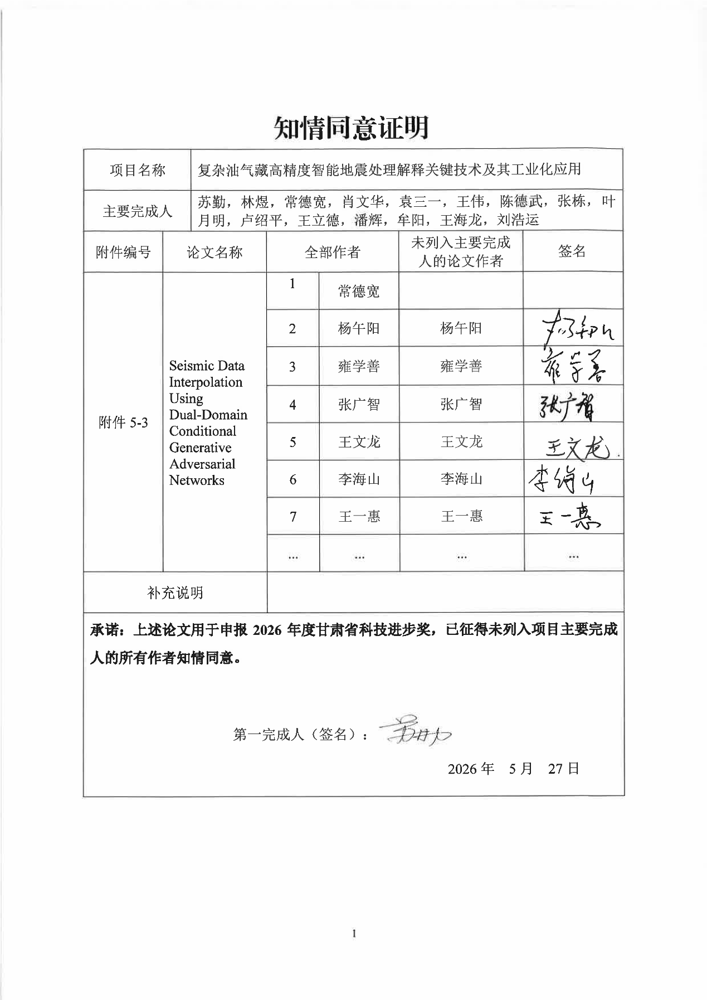 知情同意证明
项目名称 复杂油气藏高精度智能地震处理解释关键技术及其工业化应用
主要完成人 苏勤，林煜，常德宽，肖文华，袁三一，王伟，陈德武，张栋，叶
月明，卢绍平，王立德，潘辉，牟阳，王海龙，刘浩运
附件编号 论文名称 全部作者 未列入主要完成
人的论文作者 签名
附件 5-3
Seismic Data
Interpolation
Using
Dual-Domain
Conditional
Generative
Adversarial
Networks
1 常德宽
2 杨午阳 杨午阳 杨午阳
3 雍学善 雍学善 雍学善
4 张广智 张广智 张广智
5 王文龙 王文龙 王文龙
6 李海山 李海山 李海山
7 王一惠 王一惠 王一惠
... ... ... ...
补充说明
承诺：上述论文用于申报 2026 年度甘肃省科技进步奖，已征得未列入项目主要完成
人的所有作者知情同意。
第一完成人（签名）：苏勤
2026 年 5 月 27 日
1